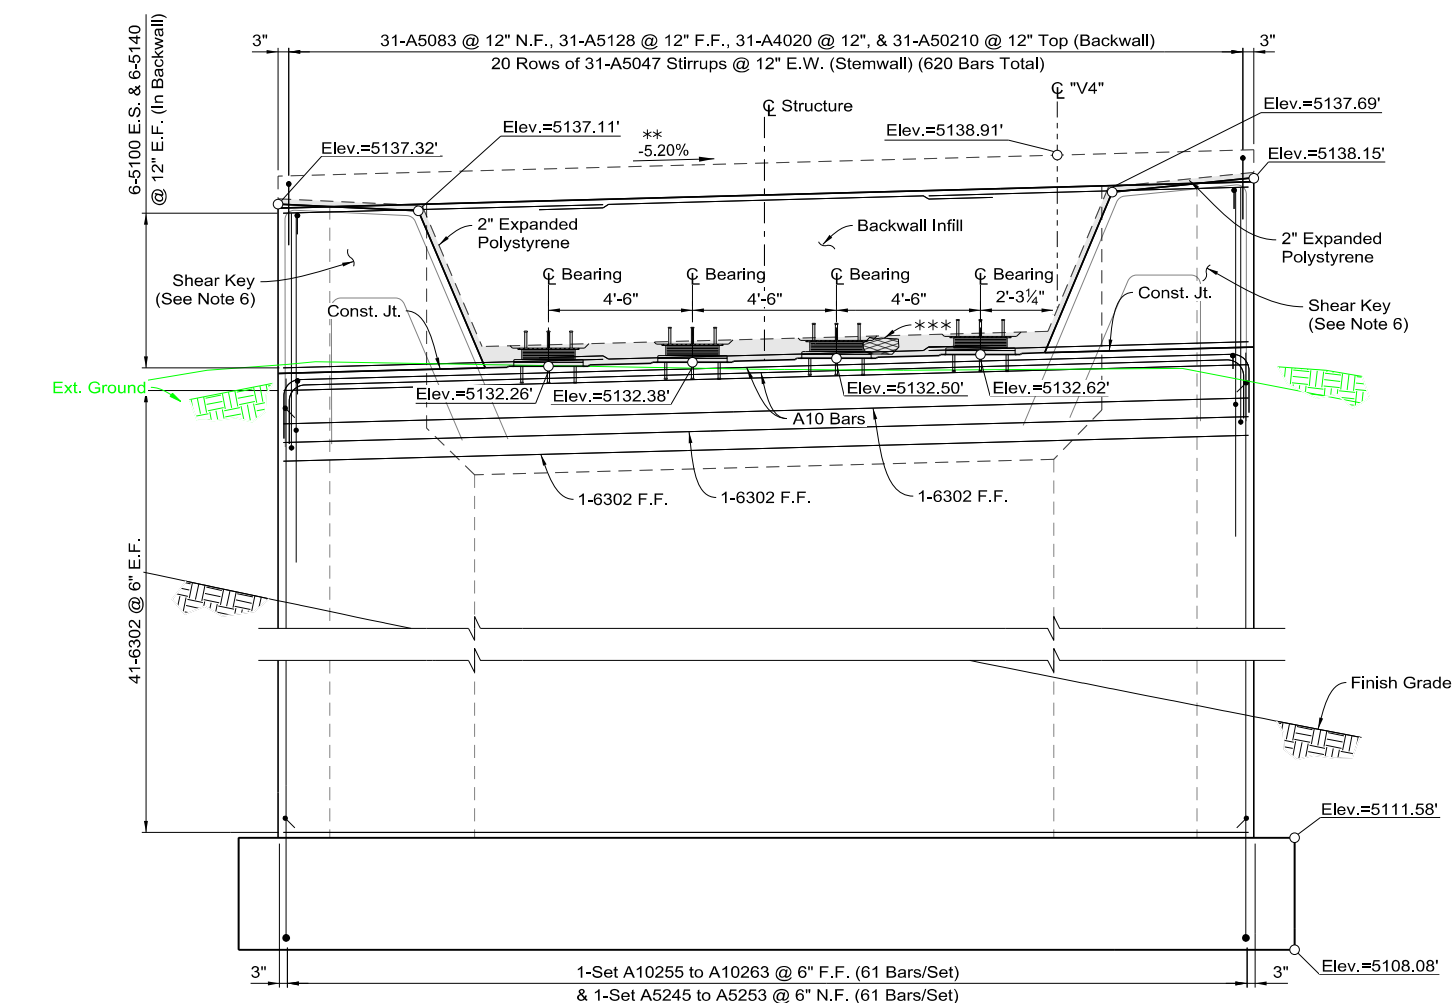 3"
31-A5083 @ 12" N.F., 31-A5128 @ 12" F.F., 31-A4020 @ 12", & 31-A50210 @ 12" Top (Backwall)
3"
20 Rows of 31-A5047 Stirrups @ 12" E.W. (Stemwall) (620 Bars Total)
6-5100 E.S. & 6-5140
@ 12" E.F. (In Backwall)
℄ "V4"
℄ Structure
Elev.=5137.69'
Elev.=5137.11'
Elev.=5138.91'
**
-5.20%
Elev.=5137.32'
Elev.=5138.15'
2" Expanded
Polystyrene
Backwall Infill
2" Expanded
Polystyrene
Shear Key
(See Note 6)
℄ Bearing
℄ Bearing
℄ Bearing
℄ Bearing
4'-6"
4'-6"
4'-6"
2'-3¼"
Const. Jt.
Const. Jt.
Shear Key
(See Note 6)
***
Ext. Ground
Elev.=5132.26'
Elev.=5132.38'
Elev.=5132.50'
Elev.=5132.62'
A10 Bars
1-6302 F.F.
1-6302 F.F.
1-6302 F.F.
41-6302 @ 6" E.F.
Finish Grade
Elev.=5111.58'
Elev.=5108.08'
3"
1-Set A10255 to A10263 @ 6" F.F. (61 Bars/Set)
3"
& 1-Set A5245 to A5253 @ 6" N.F. (61 Bars/Set)